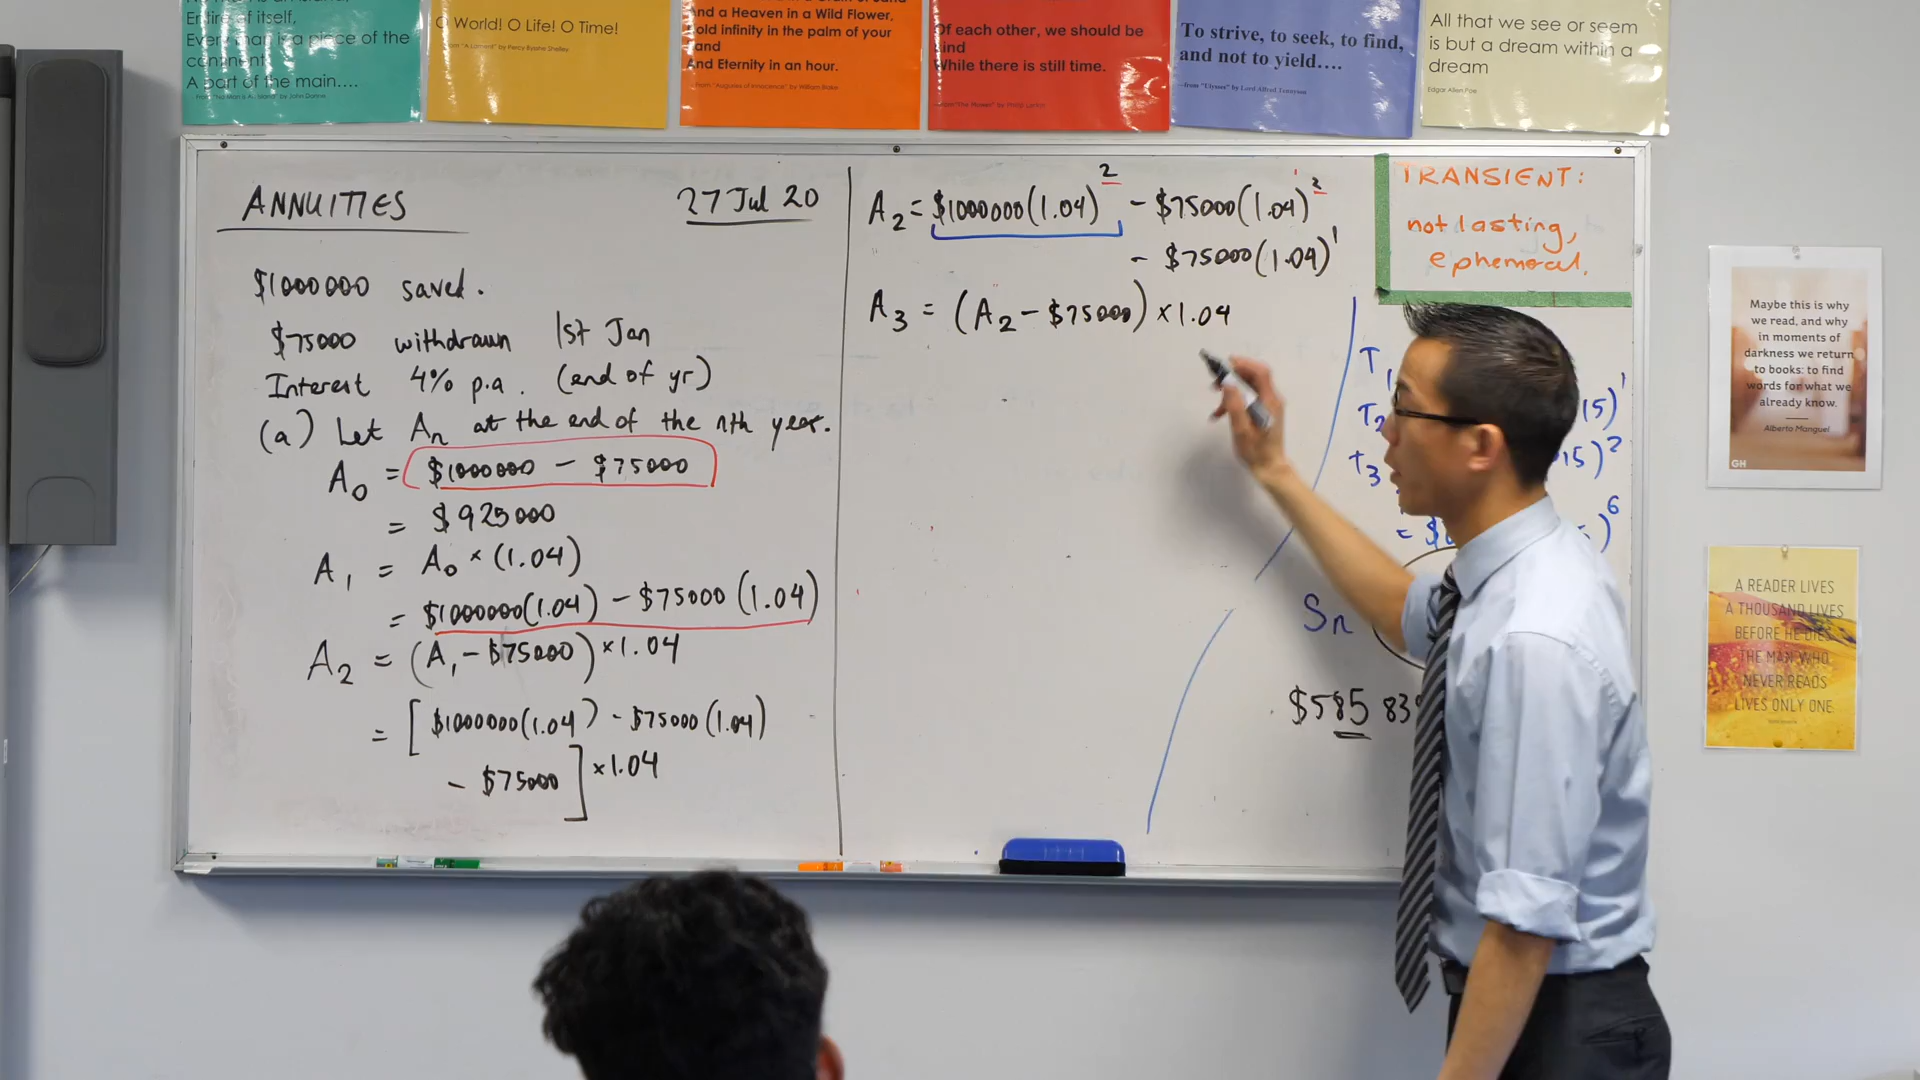 Entire of itself,
Every man is a piece of the
continent,
A part of the main....
From "No Man is An Island" by John Donne
O World! O Life! O Time!
From "A Lament" by Percy Bysshe Shelley
And a Heaven in a Wild Flower,
Hold infinity in the palm of your
hand
And Eternity in an hour.
From "Auguries of Innocence" by William Blake
Of each other, we should be
kind
While there is still time.
From "The Mower" by Philip Larkin
To strive, to seek, to find,
and not to yield....
—from "Ulysses" by Lord Alfred Tennyson
All that we see or seem
is but a dream within a
dream
Edgar Allen Poe
ANNUITIES
27 Jul 20
$1000000 saved.
$75000 withdrawn 1st Jan
Interest 4% p.a. (end of yr)
(a) Let An at the end of the nth year.
A0 = $1000000 - $75000
= $925000
A1 = A0 × (1.04)
= $1000000(1.04) - $75000 (1.04)
A2 = (A1 - $75000) × 1.04
= [ $1000000(1.04) - $75000 (1.04)
- $75000 ] × 1.04
A2 = $1000000(1.04)² - $75000(1.04)²
- $75000(1.04)¹
A3 = (A2 - $75000) × 1.04
TRANSIENT:
not lasting,
ephemeral.
T1
15)¹
T2
15)²
T3
= $
)⁶
Sn
$585 83
Maybe this is why
we read, and why
in moments of
darkness we return
to books: to find
words for what we
already know.
Alberto Manguel
GH
A READER LIVES
A THOUSAND LIVES
BEFORE HE DIES
THE MAN WHO
NEVER READS
LIVES ONLY ONE